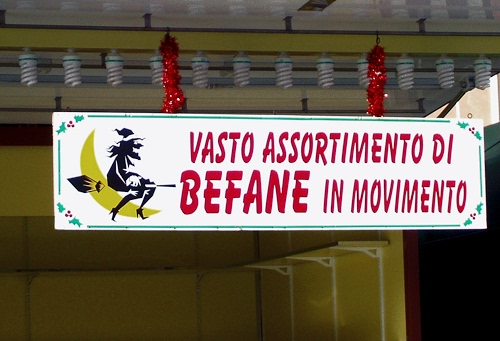 VASTO ASSORTIMENTO DI
BEFANE IN MOVIMENTO